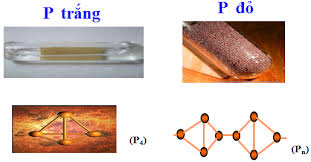 P trắng
P đỏ
(P₄)
(Pₙ)